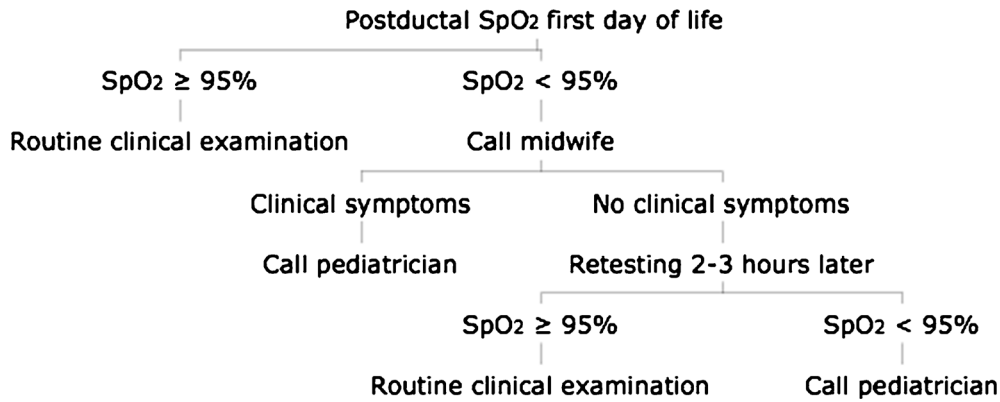 Postductal SpO2 first day of life
SpO2 ≥ 95%
SpO2 < 95%
Routine clinical examination
Call midwife
Clinical symptoms
No clinical symptoms
Call pediatrician
Retesting 2-3 hours later
SpO2 ≥ 95%
SpO2 < 95%
Routine clinical examination
Call pediatrician